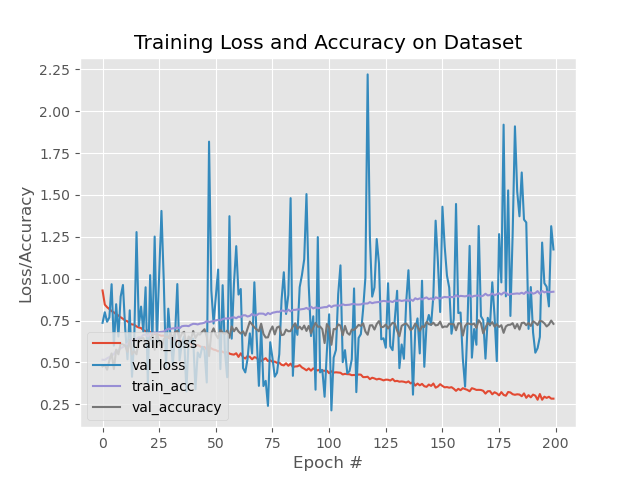 Training Loss and Accuracy on Dataset
Loss/Accuracy
2.25
2.00
1.75
1.50
1.25
1.00
0.75
0.50
0.25
train_loss
val_loss
train_acc
val_accuracy
0 25 50 75 100 125 150 175 200
Epoch #